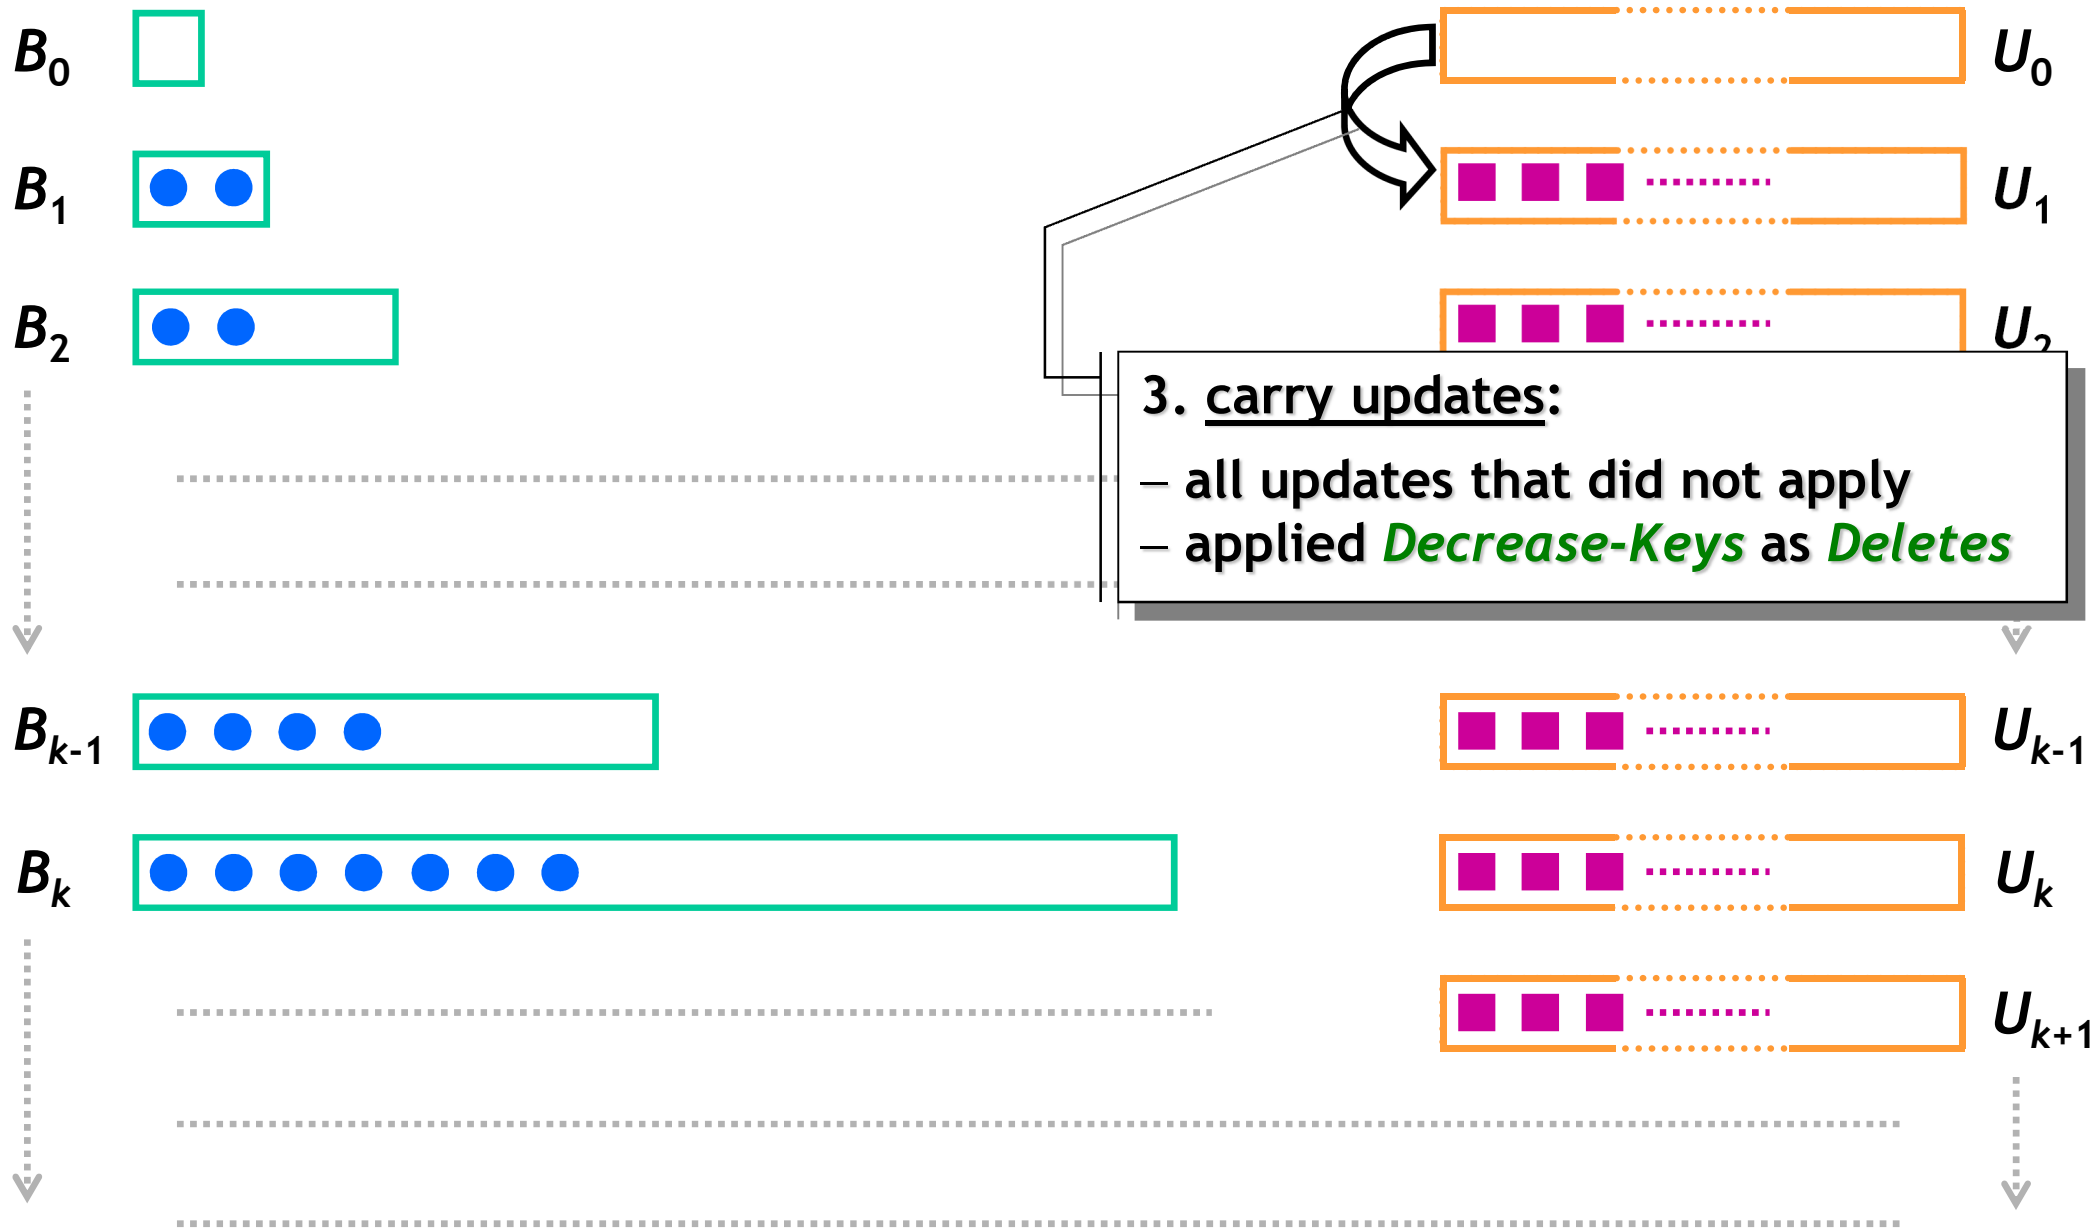 B0 U0
B1 U1
B2 U2
3. carry updates:
– all updates that did not apply
– applied Decrease-Keys as Deletes
Bk-1 Uk-1
Bk Uk
Uk+1